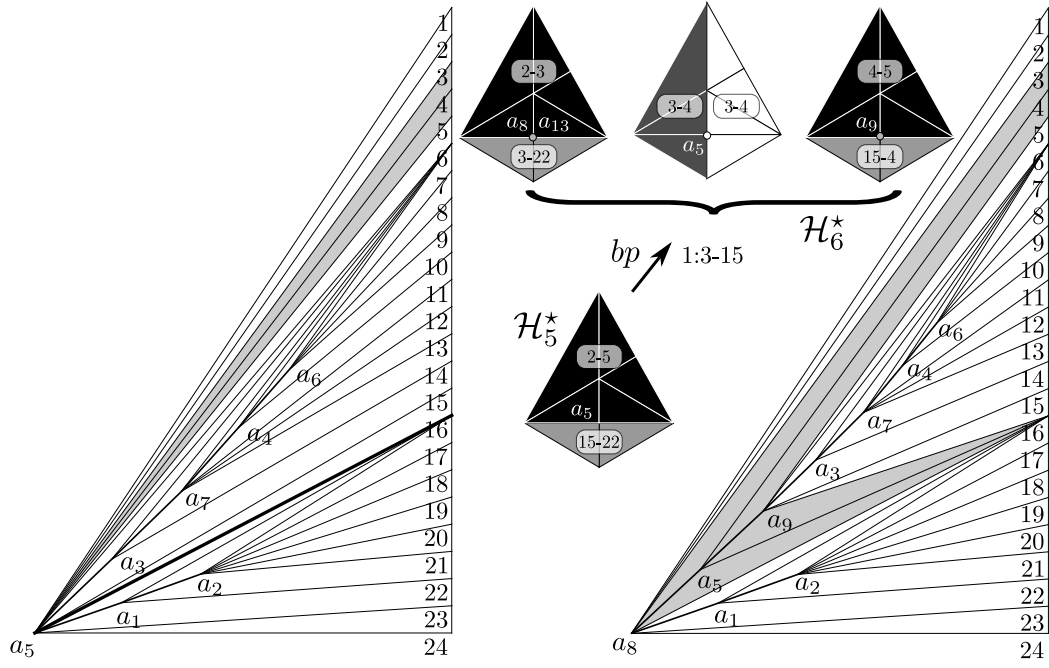 1
2
3
4
5
6
7
8
9
10
11
12
13
14
15
16
17
18
19
20
21
22
23
24
a₆
a₄
a₇
a₃
a₂
a₁
a₅
2-3
a₈ a₁₃
3-22
3-4 3-4
a₅
4-5
a₉
15-4
ℋ₆⋆
bp 1:3-15
ℋ₅⋆
2-5
a₅
15-22
1
2
3
4
5
6
7
8
9
10
11
12
13
14
15
16
17
18
19
20
21
22
23
24
a₆
a₄
a₇
a₃
a₉
a₅
a₂
a₁
a₈